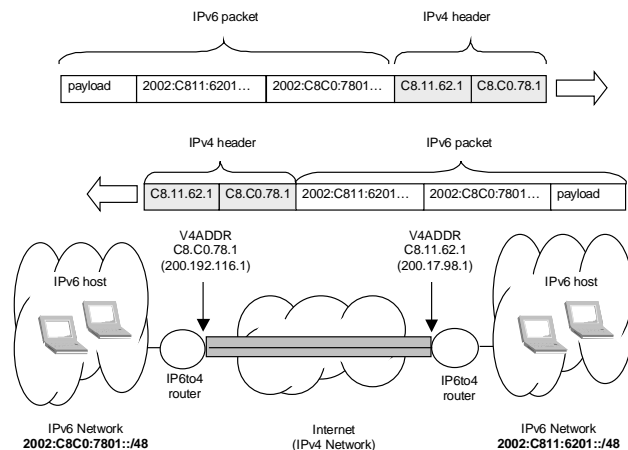 IPv6 packet IPv4 header
payload 2002:C811:6201… 2002:C8C0:7801… C8.11.62.1 C8.C0.78.1
IPv4 header IPv6 packet
C8.11.62.1 C8.C0.78.1 2002:C811:6201… 2002:C8C0:7801… payload
V4ADDR
C8.C0.78.1
(200.192.116.1)
V4ADDR
C8.11.62.1
(200.17.98.1)
IPv6 host
IPv6 host
IP6to4
router
IP6to4
router
IPv6 Network
2002:C8C0:7801::/48
Internet
(IPv4 Network)
IPv6 Network
2002:C811:6201::/48